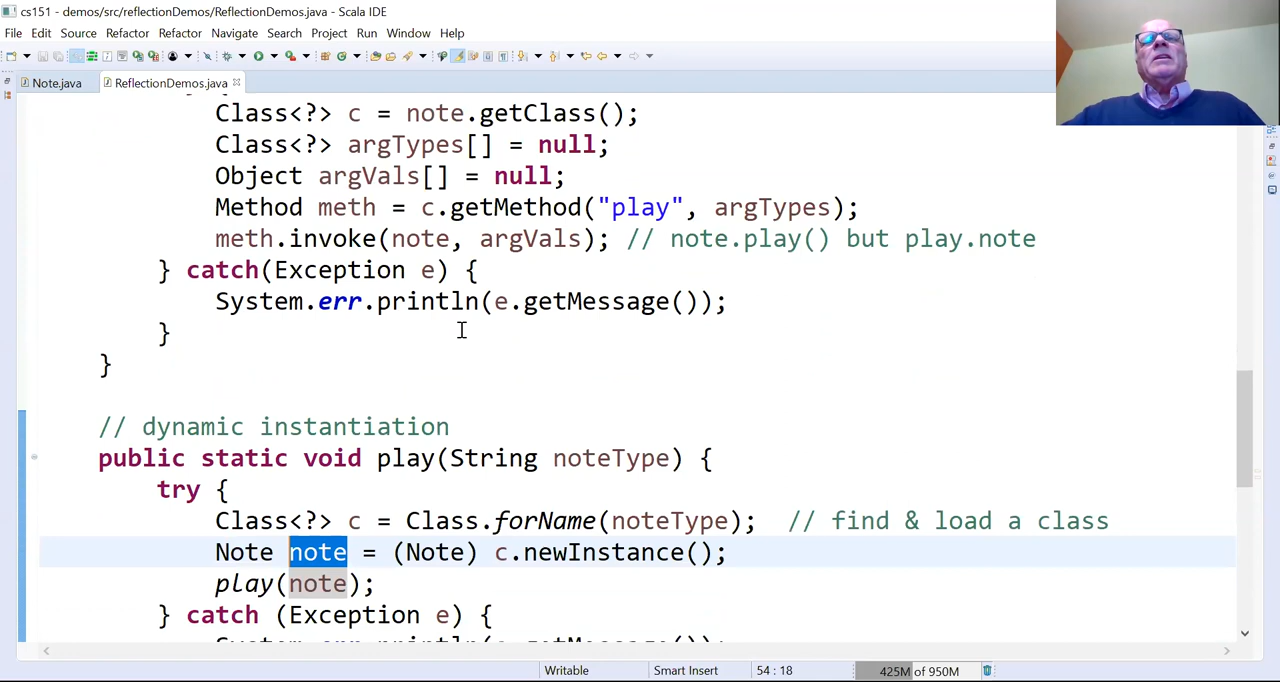 cs151 - demos/src/reflectionDemos/ReflectionDemos.java - Scala IDE
File Edit Source Refactor Refactor Navigate Search Project Run Window Help
Note.java ReflectionDemos.java
Class<?> c = note.getClass();
Class<?> argTypes[] = null;
Object argVals[] = null;
Method meth = c.getMethod("play", argTypes);
meth.invoke(note, argVals); // note.play() but play.note
} catch(Exception e) {
System.err.println(e.getMessage());
}
}
// dynamic instantiation
public static void play(String noteType) {
try {
Class<?> c = Class.forName(noteType); // find & load a class
Note note = (Note) c.newInstance();
play(note);
} catch (Exception e) {
System.err.println(e.getMessage());
Writable Smart Insert 54 : 18 425M of 950M